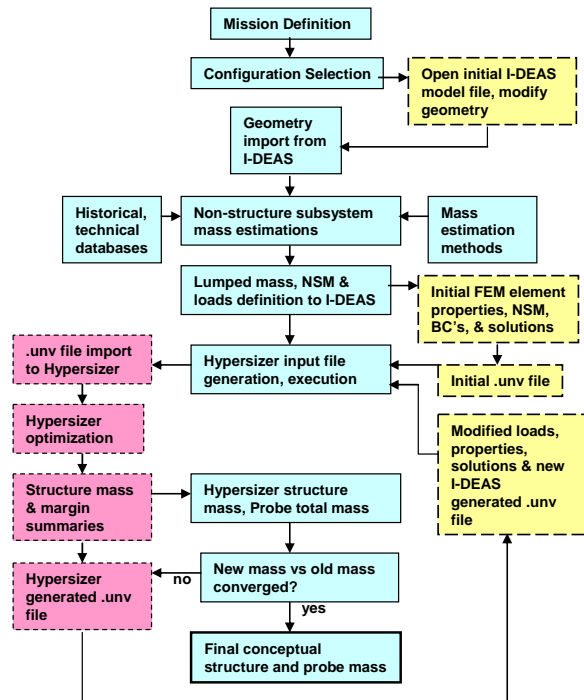 Mission Definition
Configuration Selection
Open initial I-DEAS
model file, modify
geometry
Geometry
import from
I-DEAS
Historical,
technical
databases
Non-structure subsystem
mass estimations
Mass
estimation
methods
Lumped mass, NSM &
loads definition to I-DEAS
Initial FEM element
properties, NSM,
BC's, & solutions
.unv file import
to Hypersizer
Hypersizer input file
generation, execution
Initial .unv file
Hypersizer
optimization
Modified loads,
properties,
solutions & new
I-DEAS
generated .unv
file
Structure mass
& margin
summaries
Hypersizer structure
mass, Probe total mass
Hypersizer
generated .unv
file
no
New mass vs old mass
converged?
yes
Final conceptual
structure and probe mass